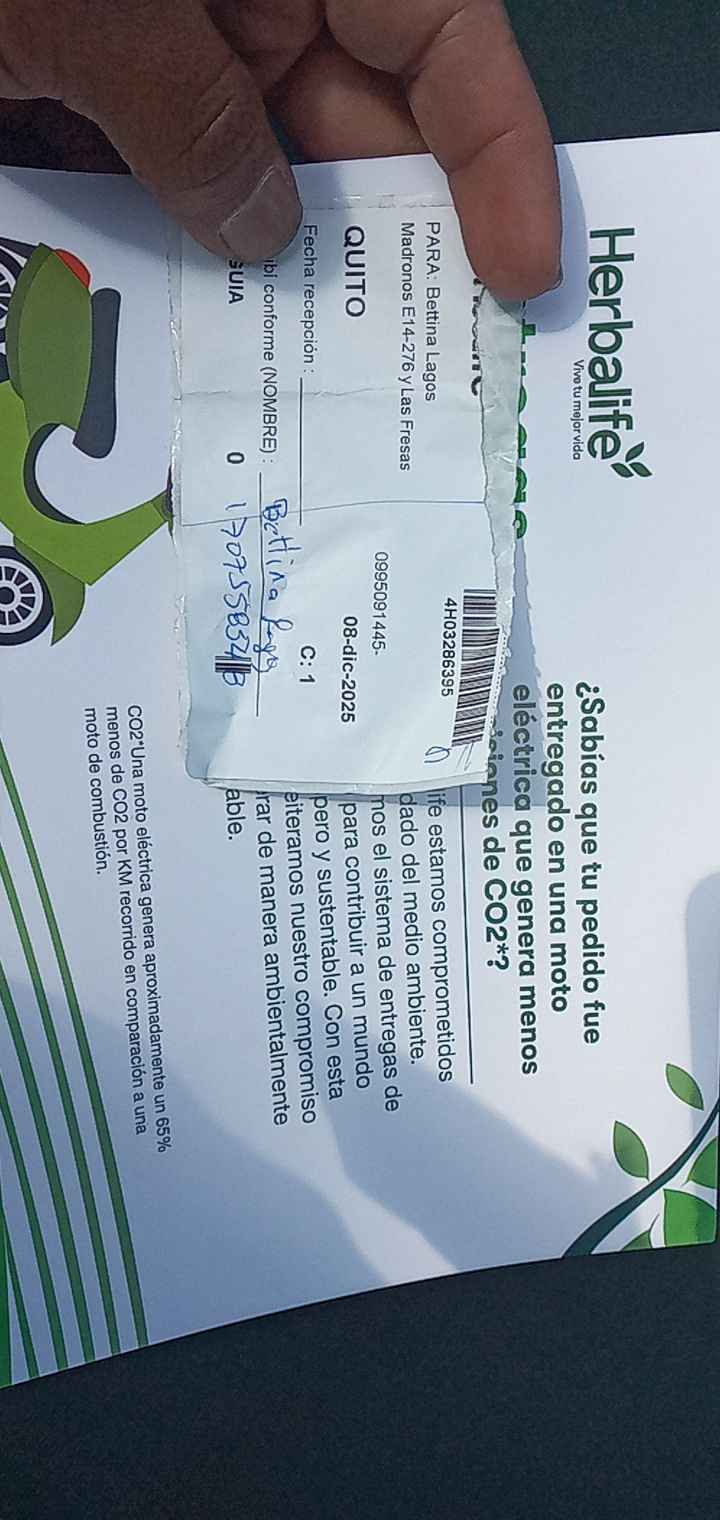 Herbalife
Vive tu mejor vida
¿Sabías que tu pedido fue
entregado en una moto
eléctrica que genera menos
de CO2*?
4H03286395
PARA: Bettina Lagos
Madronos E14-276 y Las Fresas
0995091445-
QUITO
08-dic-2025
Fecha recepción :
C: 1
ibí conforme (NOMBRE) : Bettina Lagos
GUIA 0
life estamos comprometidos
dado del medio ambiente.
mos el sistema de entregas de
para contribuir a un mundo
pero y sustentable. Con esta
eiteramos nuestro compromiso
rar de manera ambientalmente
able.
CO2*Una moto eléctrica genera aproximadamente un 65%
menos de CO2 por KM recorrido en comparación a una
moto de combustión.